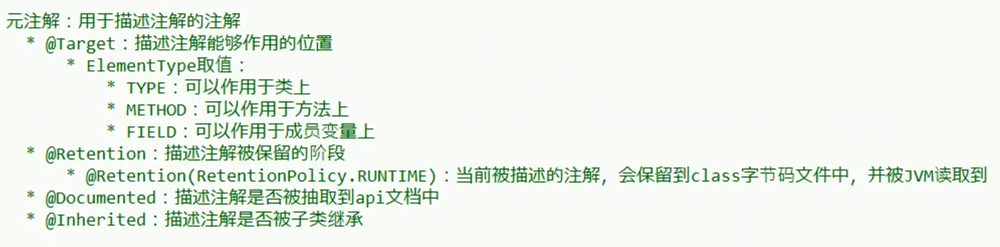 元注解：用于描述注解的注解
* @Target：描述注解能够作用的位置
* ElementType取值：
* TYPE：可以作用于类上
* METHOD：可以作用于方法上
* FIELD：可以作用于成员变量上
* @Retention：描述注解被保留的阶段
* @Retention(RetentionPolicy.RUNTIME)：当前被描述的注解，会保留到class字节码文件中，并被JVM读取到
* @Documented：描述注解是否被抽取到api文档中
* @Inherited：描述注解是否被子类继承